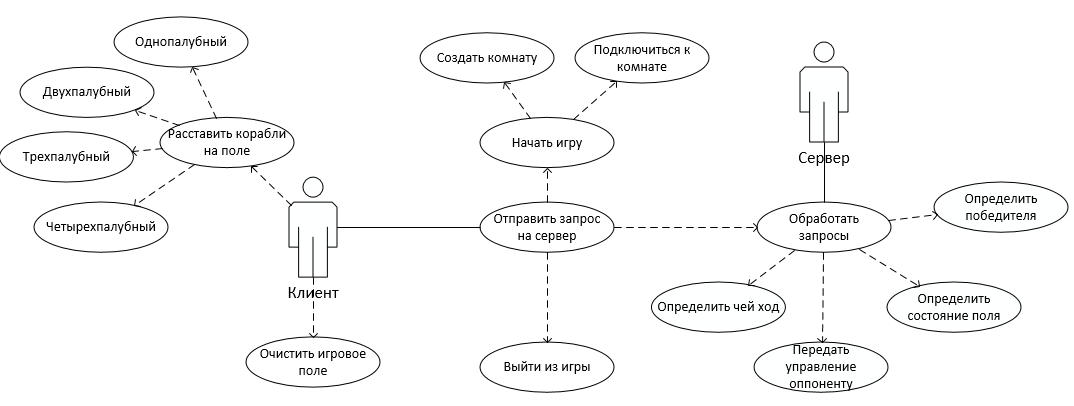 Однопалубный
Двухпалубный
Трехпалубный
Четырехпалубный
Расставить корабли
на поле
Клиент
Очистить игровое
поле
Создать комнату
Подключиться к
комнате
Начать игру
Отправить запрос
на сервер
Выйти из игры
Сервер
Обработать
запросы
Определить
победителя
Определить чей ход
Определить
состояние поля
Передать
управление
оппоненту